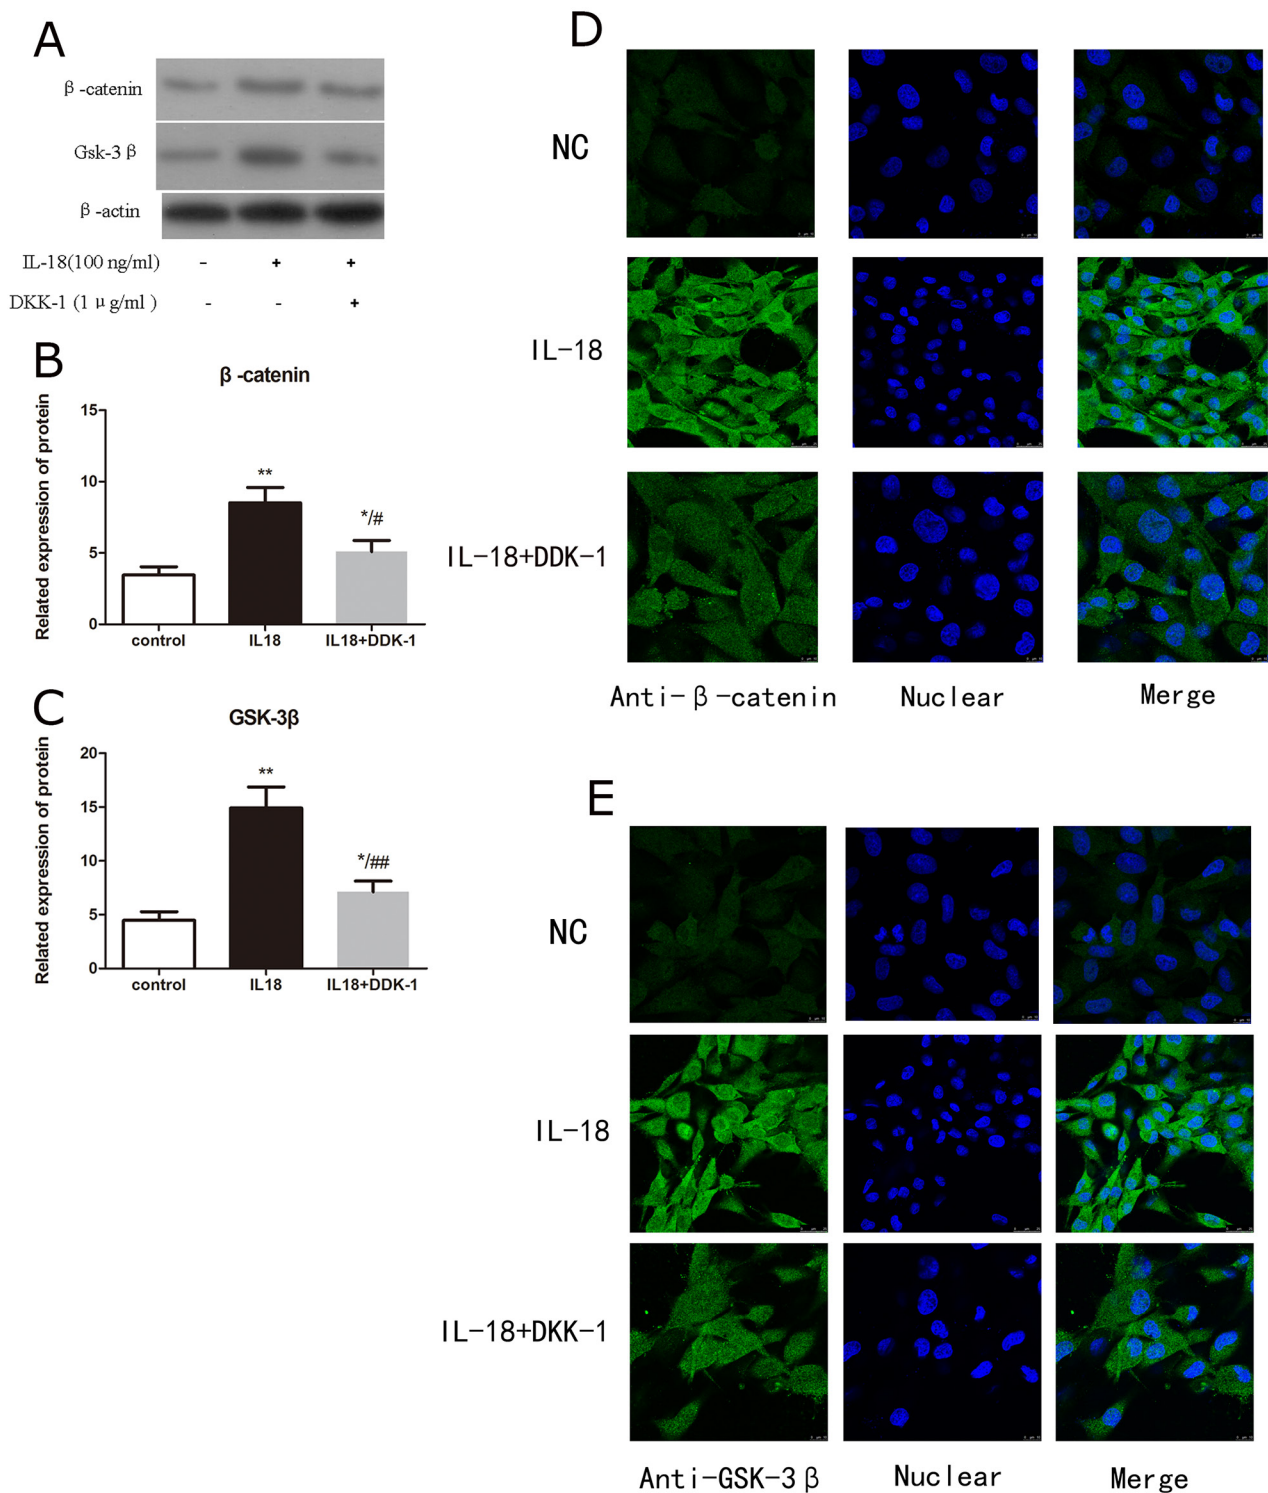 A
β-catenin
Gsk-3β
β-actin
IL-18(100 ng/ml) - + +
DKK-1 (1 μg/ml) - - +
B
β-catenin
Related expression of protein
15
10
5
0
**
*/#
control IL18 IL18+DDK-1
C
GSK-3β
Related expression of protein
20
15
10
5
0
**
*/##
control IL18 IL18+DDK-1
D
NC
IL-18
IL-18+DDK-1
Anti-β-catenin Nuclear Merge
E
NC
IL-18
IL-18+DKK-1
Anti-GSK-3β Nuclear Merge